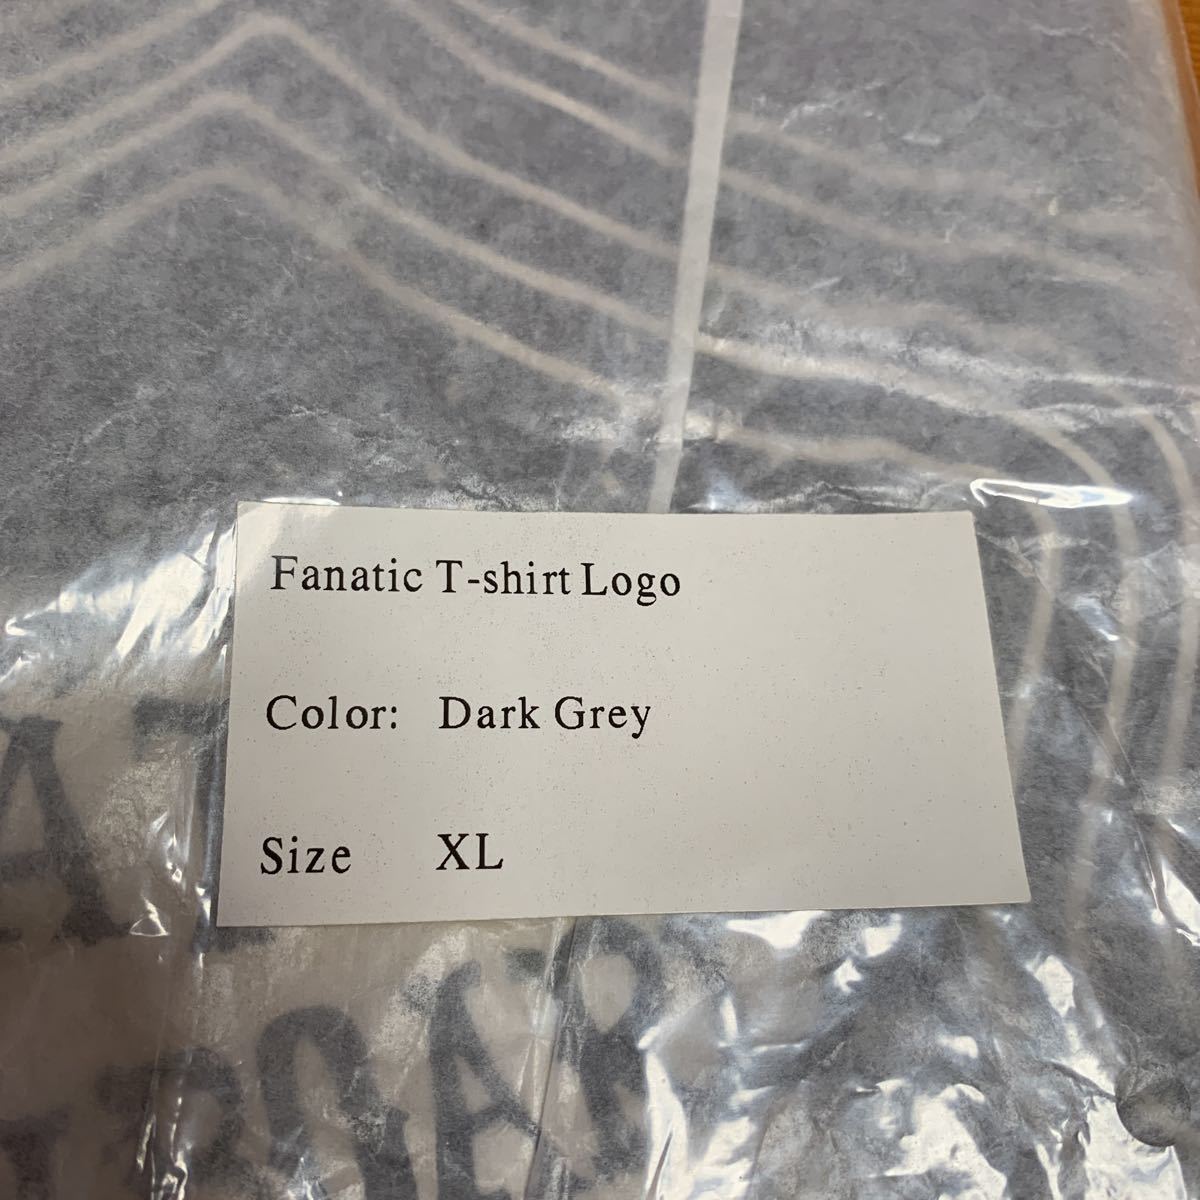 Fanatic T-shirt Logo
Color: Dark Grey
Size XL